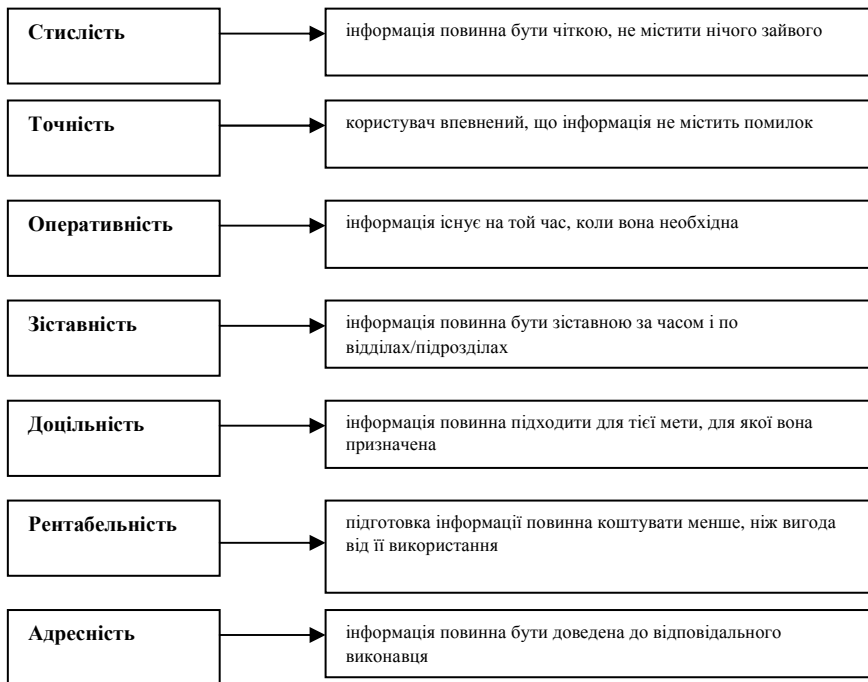 Стислість
інформація повинна бути чіткою, не містити нічого зайвого
Точність
користувач впевнений, що інформація не містить помилок
Оперативність
інформація існує на той час, коли вона необхідна
Зіставність
інформація повинна бути зіставною за часом і по
відділах/підрозділах
Доцільність
інформація повинна підходити для тієї мети, для якої вона
призначена
Рентабельність
підготовка інформації повинна коштувати менше, ніж вигода
від її використання
Адресність
інформація повинна бути доведена до відповідального
виконавця